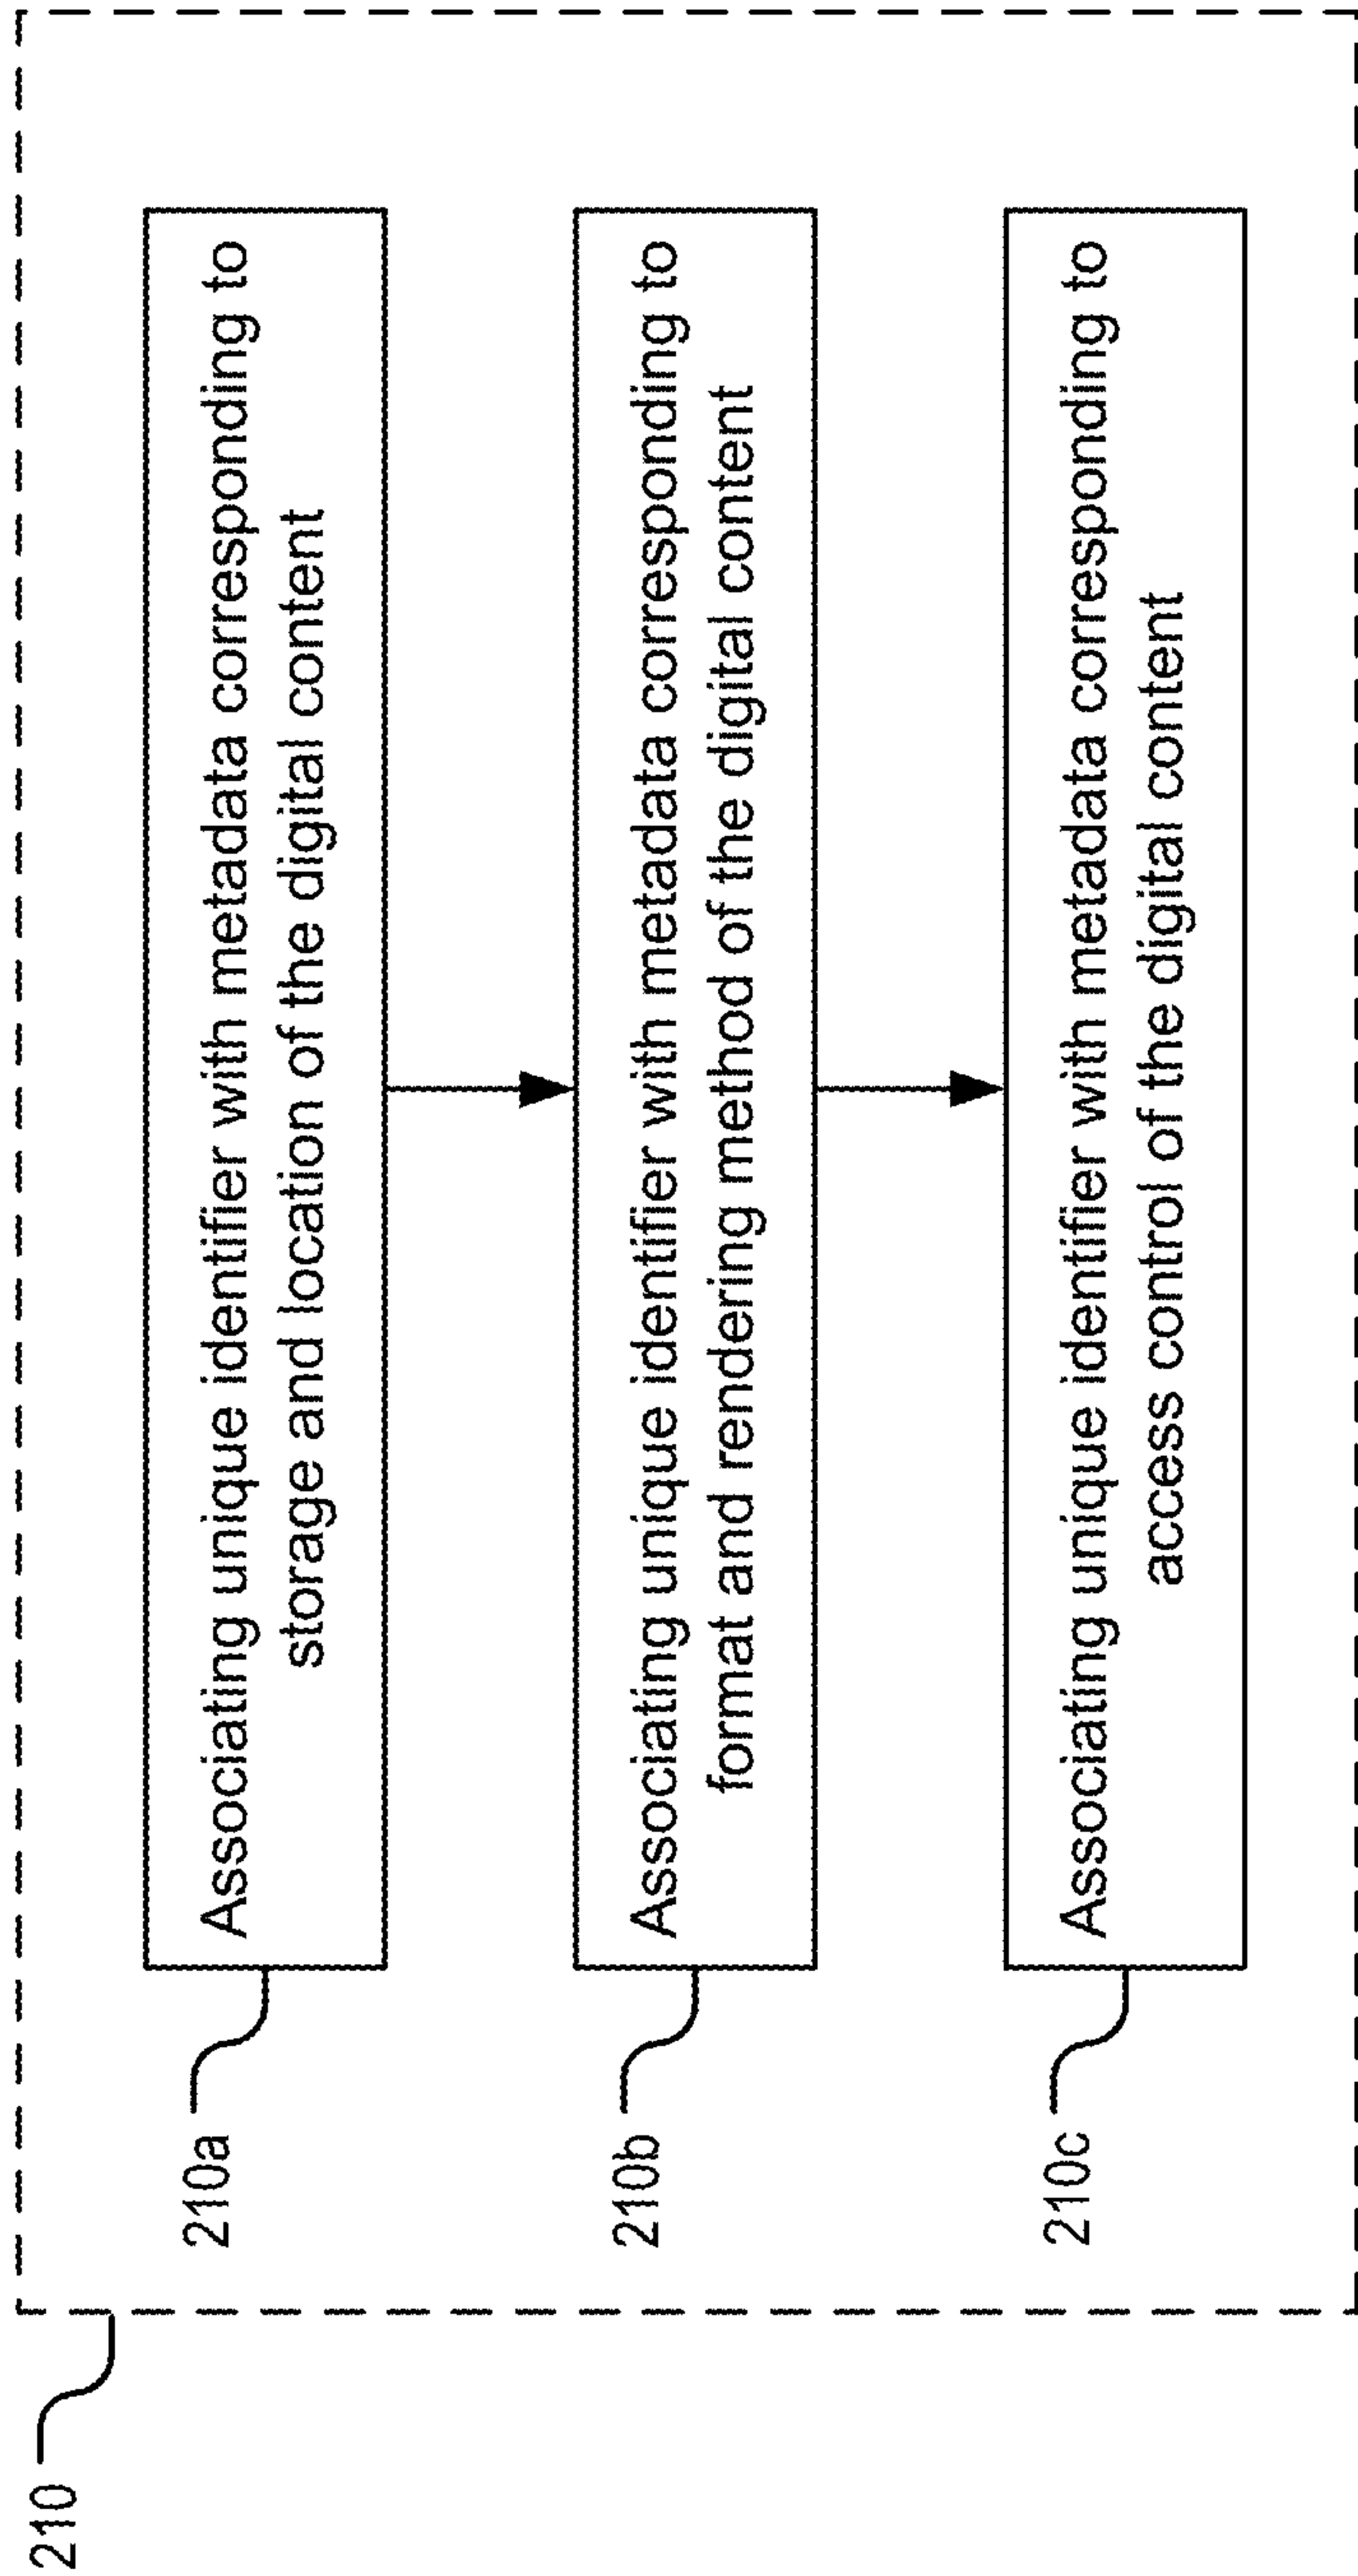 210
210a
Associating unique identifier with metadata corresponding to
storage and location of the digital content
210b
Associating unique identifier with metadata corresponding to
format and rendering method of the digital content
210c
Associating unique identifier with metadata corresponding to
access control of the digital content